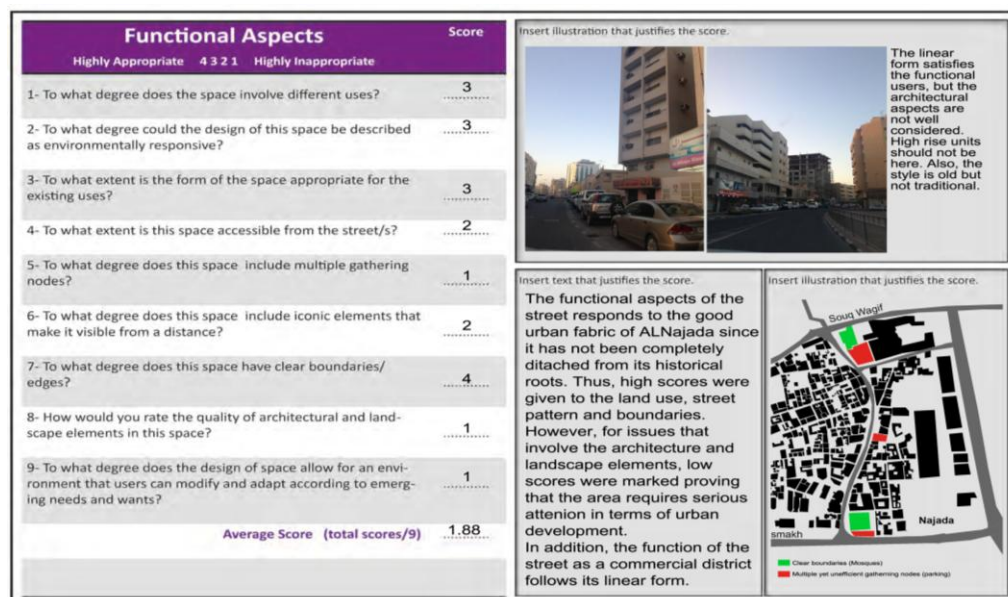 Functional Aspects
Score
Highly Appropriate 4 3 2 1 Highly Inappropriate
1- To what degree does the space involve different uses?
3
2- To what degree could the design of this space be described
as environmentally responsive?
3
3- To what extent is the form of the space appropriate for the
existing uses?
3
4- To what extent is this space accessible from the street/s?
2
5- To what degree does this space include multiple gathering
nodes?
1
6- To what degree does this space include iconic elements that
make it visible from a distance?
2
7- To what degree does this space have clear boundaries/
edges?
4
8- How would you rate the quality of architectural and land-
scape elements in this space?
1
9- To what degree does the design of space allow for an envi-
ronment that users can modify and adapt according to emerg-
ing needs and wants?
1
Average Score (total scores/9)
1.88
Insert illustration that justifies the score.
The linear
form satisfies
the functional
users, but the
architectural
aspects are
not well
considered.
High rise units
should not be
here. Also, the
style is old but
not traditional.
Insert text that justifies the score.
The functional aspects of the
street responds to the good
urban fabric of ALNajada since
it has not been completely
ditached from its historical
roots. Thus, high scores were
given to the land use, street
pattern and boundaries.
However, for issues that
involve the architecture and
landscape elements, low
scores were marked proving
that the area requires serious
attenion in terms of urban
development.
In addition, the function of the
street as a commercial district
follows its linear form.
Insert illustration that justifies the score.
Souq Wagif
Najada
smakh
Clear boundaries (Mosques)
Multiple yet unefficient gatherning nodes (parking)